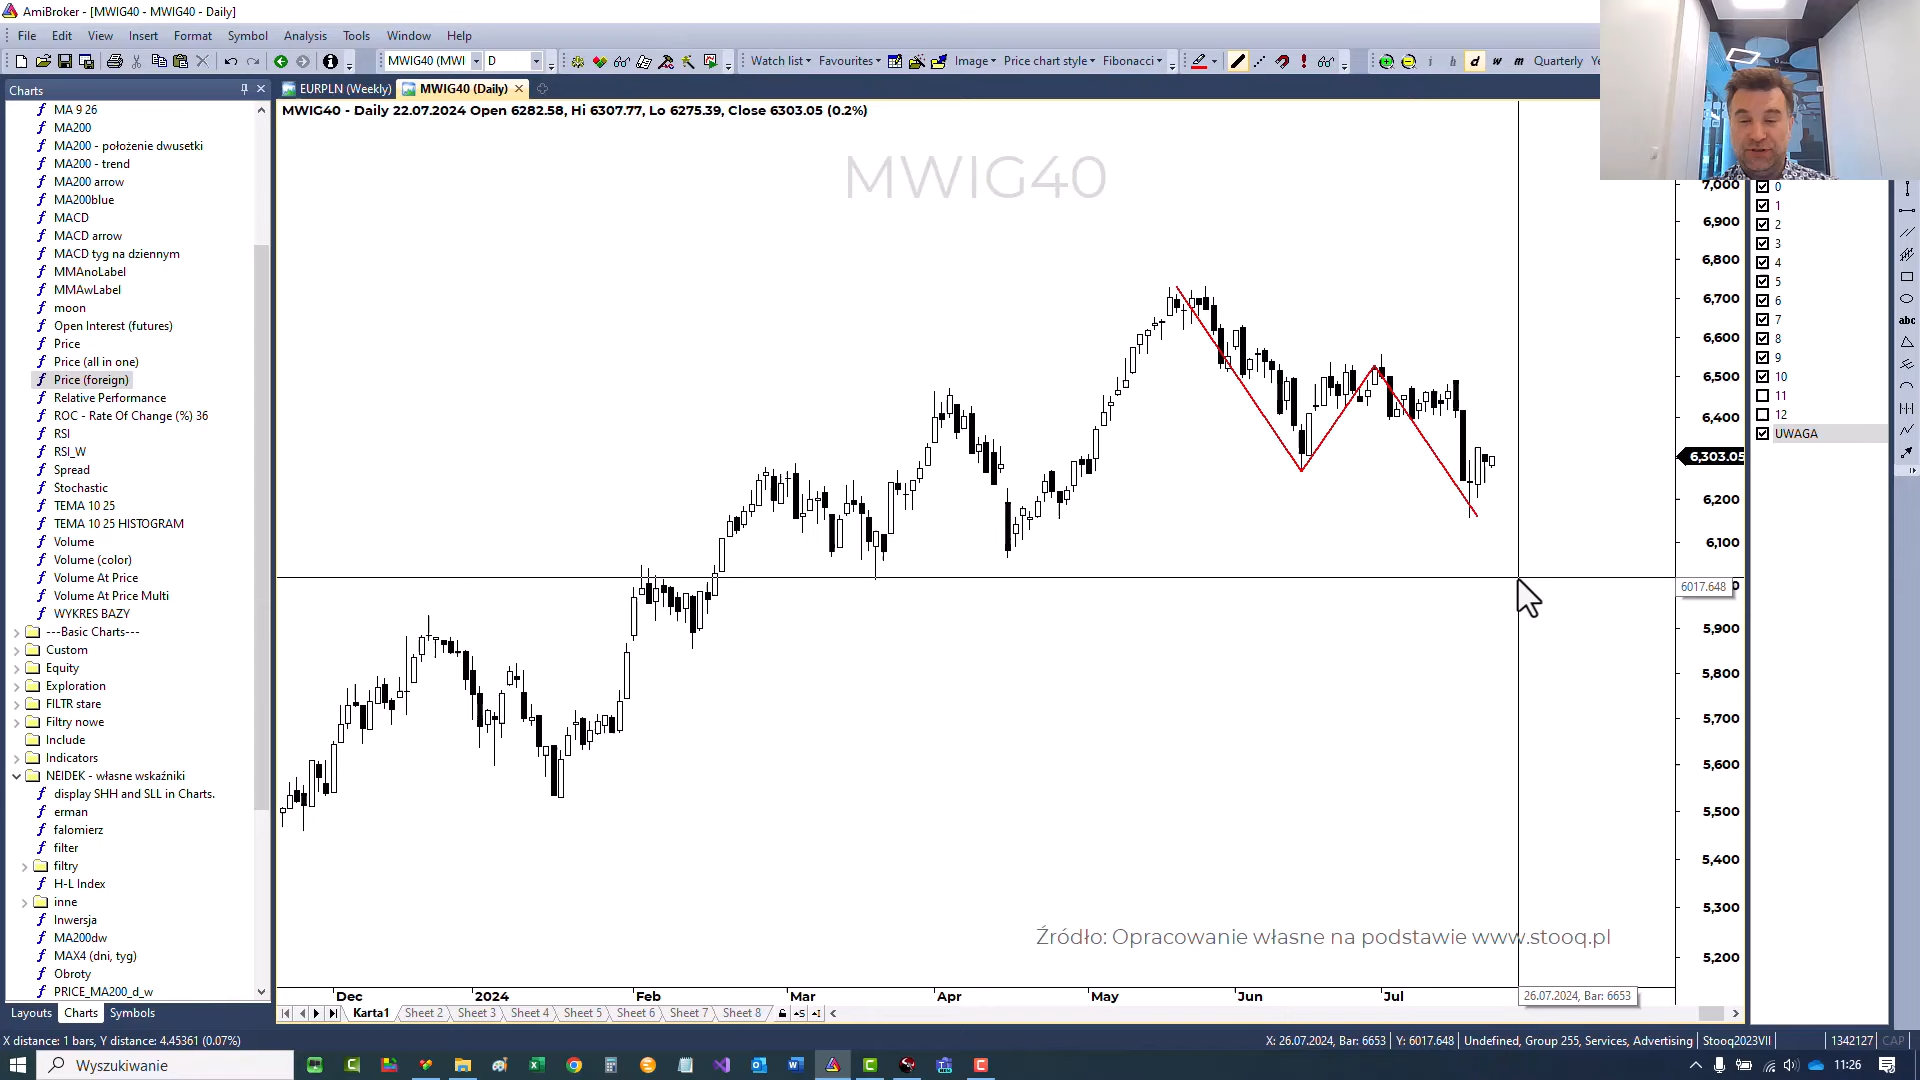 AmiBroker - [MWIG40 - MWIG40 - Daily]
File Edit View Insert Format Symbol Analysis Tools Window Help
MWIG40 (MWI D Watch list Favourites Image Price chart style Fibonacci i h d w m Quarterly Ye
Charts
EURPLN (Weekly) MWIG40 (Daily)
MWIG40 - Daily 22.07.2024 Open 6282.58, Hi 6307.77, Lo 6275.39, Close 6303.05 (0.2%)
MWIG40
MA 9 26
MA200
MA200 - położenie dwusetki
MA200 - trend
MA200 arrow
MA200blue
MACD
MACD arrow
MACD tyg na dziennym
MMAnoLabel
MMAwLabel
moon
Open Interest (futures)
Price
Price (all in one)
Price (foreign)
Relative Performance
ROC - Rate Of Change (%) 36
RSI
RSI_W
Spread
Stochastic
TEMA 10 25
TEMA 10 25 HISTOGRAM
Volume
Volume (color)
Volume At Price
Volume At Price Multi
WYKRES BAZY
---Basic Charts---
Custom
Equity
Exploration
FILTR stare
Filtry nowe
Include
Indicators
NEIDEK - własne wskaźniki
display SHH and SLL in Charts.
erman
falomierz
filter
filtry
H-L Index
inne
Inwersja
MA200dw
MAX4 (dni, tyg)
Obroty
PRICE_MA200_d_w
Layouts Charts Symbols
7,000
6,900
6,800
6,700
6,600
6,500
6,400
6,303.05
6,200
6,100
6017.648
5,900
5,800
5,700
5,600
5,500
5,400
5,300
5,200
0
1
2
3
4
5
6
7
8
9
10
11
12
UWAGA
abc
Źródło: Opracowanie własne na podstawie www.stooq.pl
Dec 2024 Feb Mar Apr May Jun Jul
26.07.2024, Bar: 6653
Karta1 Sheet 2 Sheet 3 Sheet 4 Sheet 5 Sheet 6 Sheet 7 Sheet 8
X distance: 1 bars, Y distance: 4.45361 (0.07%)
X: 26.07.2024, Bar: 6653 Y: 6017.648 Undefined, Group 255, Services, Advertising Stooq2023VII 1342127 CAP
Wyszukiwanie
11:26